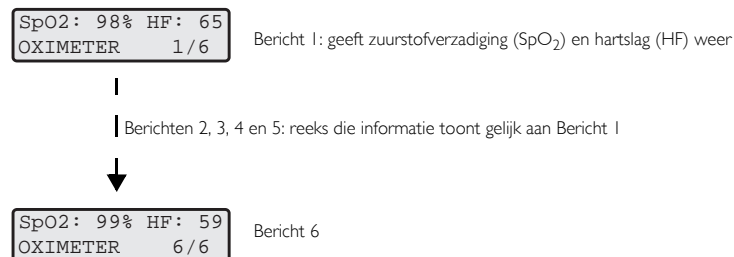 SpO2: 98% HF: 65
OXIMETER 1/6
Bericht 1: geeft zuurstofverzadiging (SpO2) en hartslag (HF) weer
Berichten 2, 3, 4 en 5: reeks die informatie toont gelijk aan Bericht 1
SpO2: 99% HF: 59
OXIMETER 6/6
Bericht 6